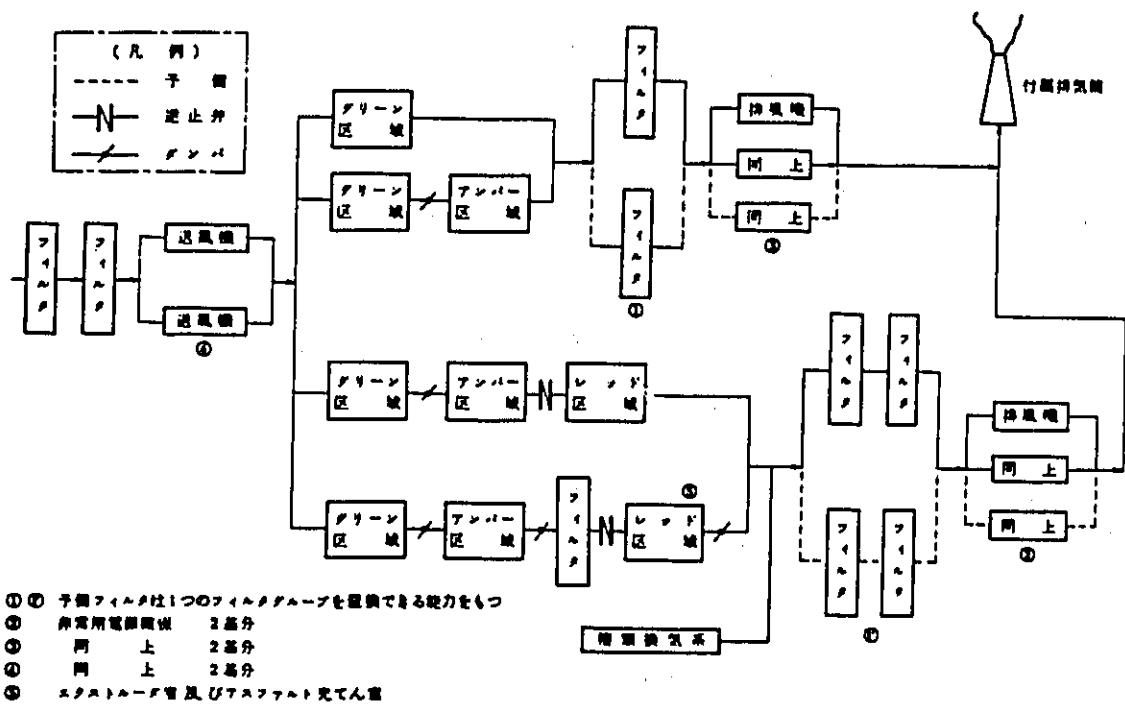 (凡例)
予備
逆止弁
ダンパ
フィルタ
フィルタ
送風機
送風機
④
グリーン区域
グリーン区域
アンバー区域
フィルタ
フィルタ
①
排風機
同上
同上
③
付属排気筒
グリーン区域
アンバー区域
レッド区域
グリーン区域
アンバー区域
フィルタ
⑤
レッド区域
フィルタ
フィルタ
フィルタ
フィルタ
①'
排風機
同上
同上
②
槽類換気系
①①' 予備フィルタは1つのフィルタグループを置換できる能力をもつ
② 非常用電源 2基分
③ 同上 2基分
④ 同上 2基分
⑤ エクストルーダ室及びアスファルト充てん室